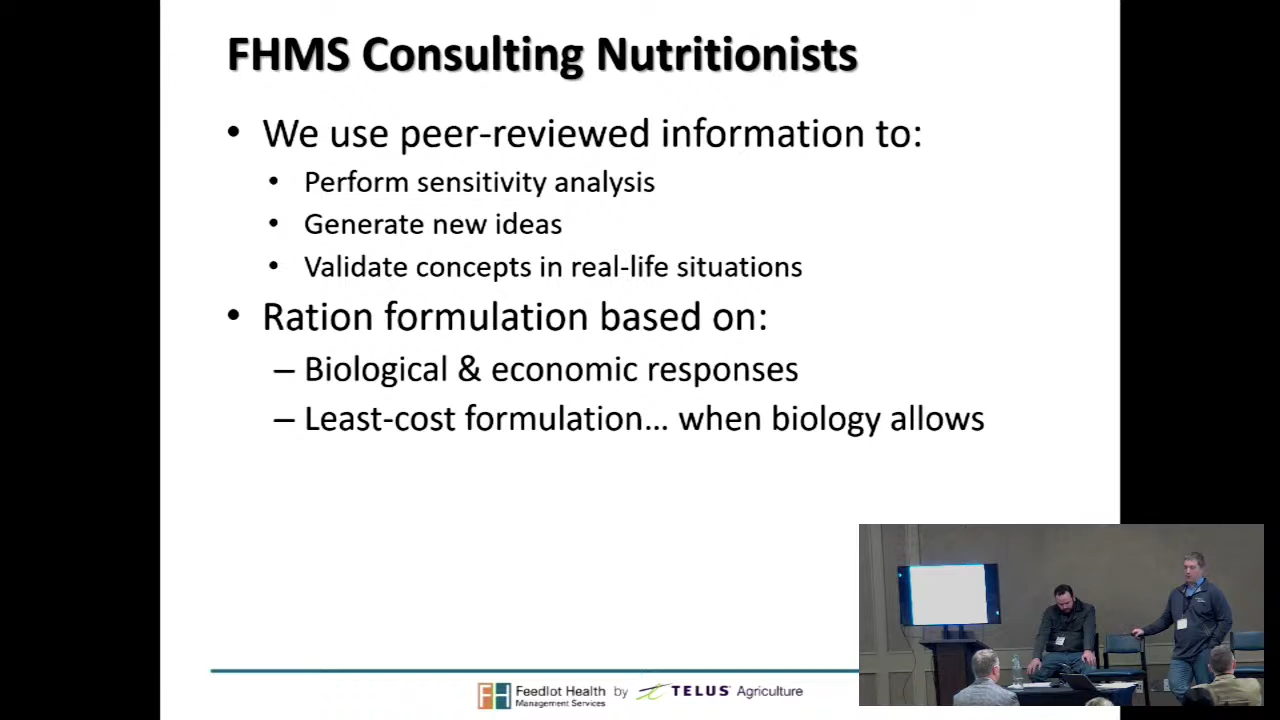 FHMS Consulting Nutritionists
• We use peer-reviewed information to:
• Perform sensitivity analysis
• Generate new ideas
• Validate concepts in real-life situations
• Ration formulation based on:
– Biological & economic responses
– Least-cost formulation… when biology allows
FH Feedlot Health by TELUS Agriculture
Management Services